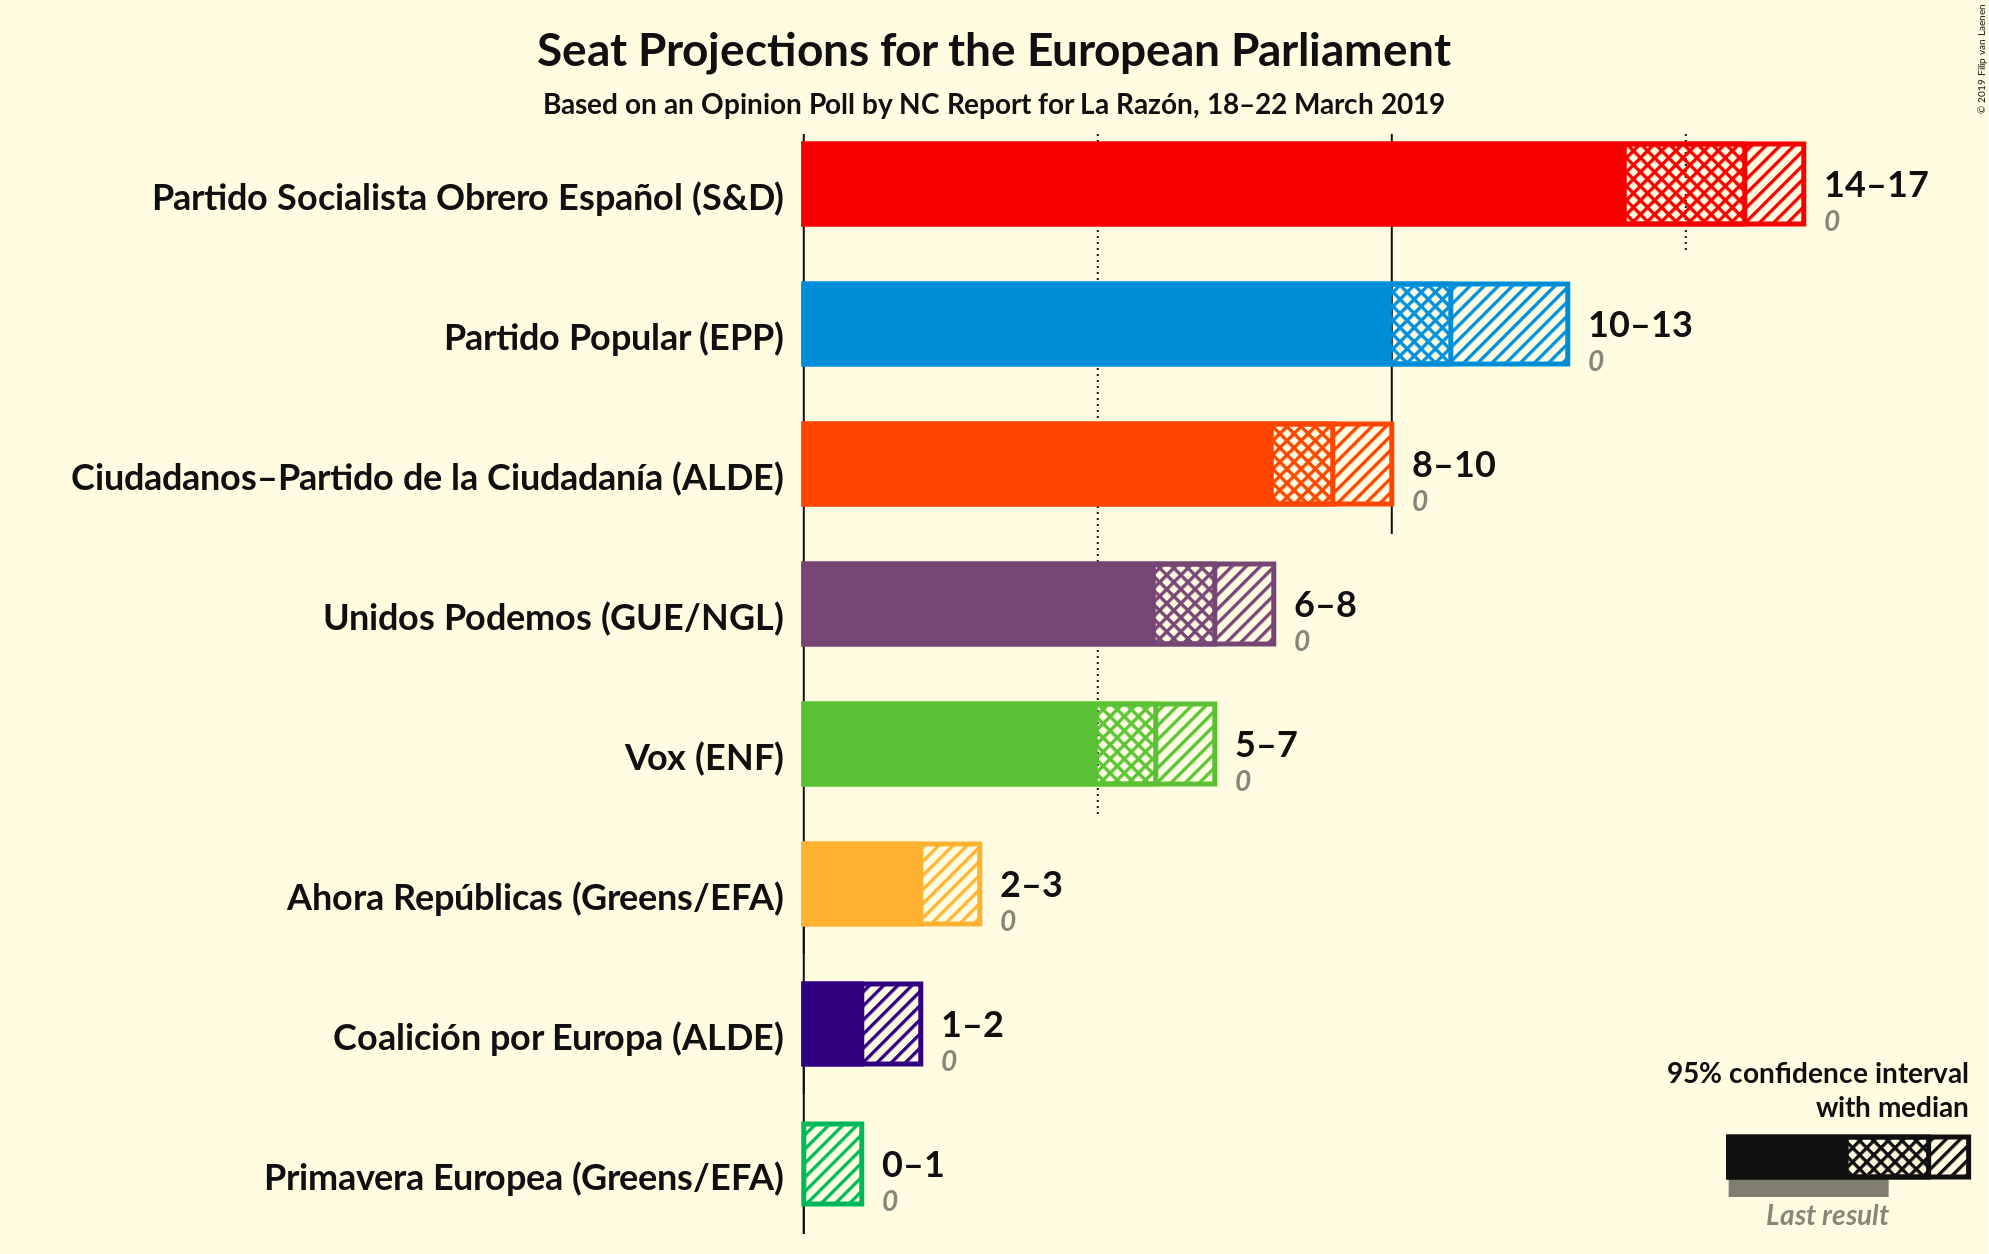 Seat Projections for the European Parliament
Based on an Opinion Poll by NC Report for La Razón, 18–22 March 2019
© 2019 Filip van Laenen
Partido Socialista Obrero Español (S&D)
14–17
0
Partido Popular (EPP)
10–13
0
Ciudadanos–Partido de la Ciudadanía (ALDE)
8–10
0
Unidos Podemos (GUE/NGL)
6–8
0
Vox (ENF)
5–7
0
Ahora Repúblicas (Greens/EFA)
2–3
0
Coalición por Europa (ALDE)
1–2
0
Primavera Europea (Greens/EFA)
0–1
0
95% confidence interval
with median
Last result